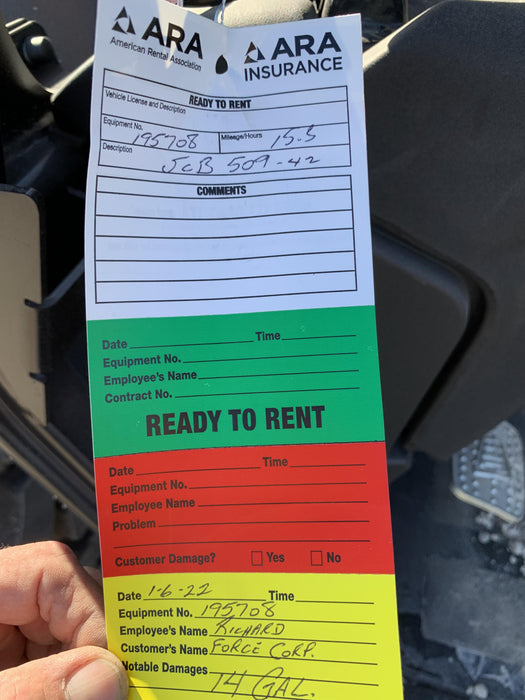 ARA ARA
American Rental Association INSURANCE
READY TO RENT
Vehicle License and Description
Equipment No. 195708 Mileage/Hours 15.5
Description JCB 509-42
COMMENTS
Date Time
Equipment No.
Employee's Name
Contract No.
READY TO RENT
Date Time
Equipment No.
Employee Name
Problem
Customer Damage? Yes No
Date 1-6-22 Time
Equipment No. 195708
Employee's Name RICHARD
Customer's Name FORCE CORP.
Notable Damages
14 GAL.